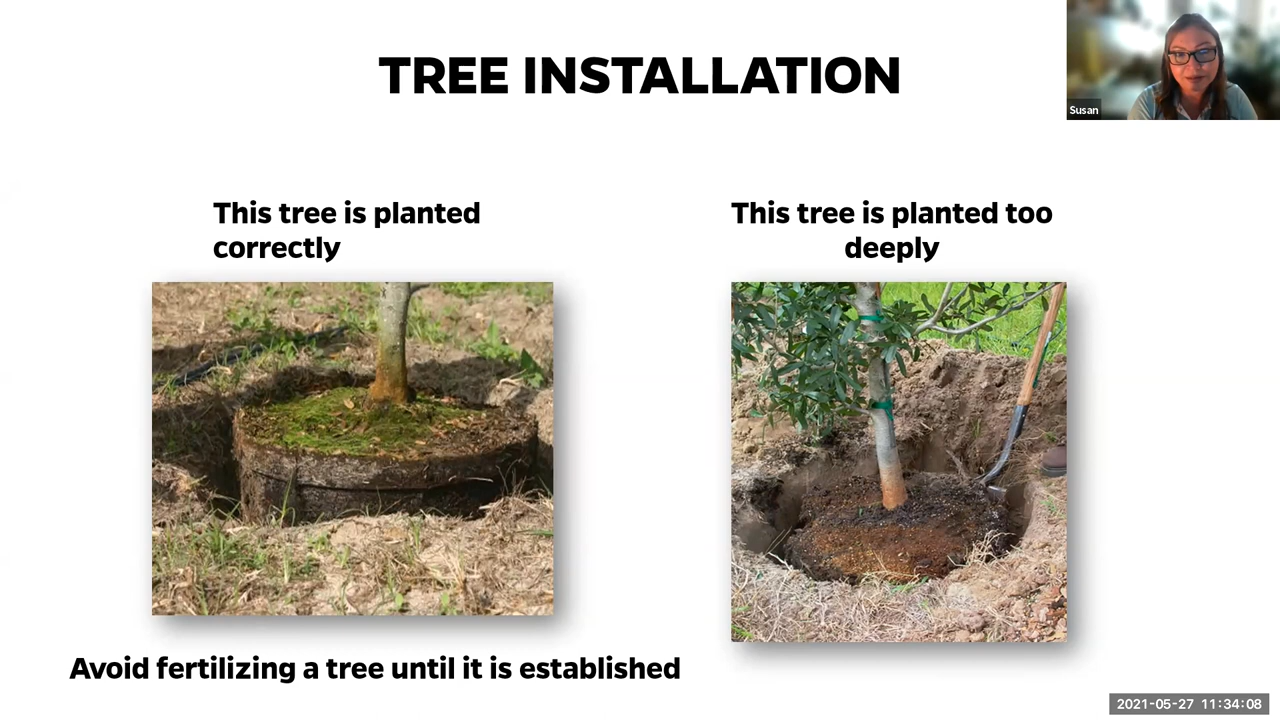 TREE INSTALLATION
Susan
This tree is planted
correctly
This tree is planted too
deeply
Avoid fertilizing a tree until it is established
2021-05-27 11:34:08